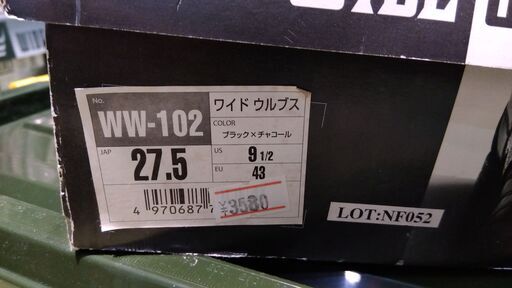 No.
WW-102
ワイド ウルブス
COLOR
ブラック×チャコール
JAP
27.5
US
9 1/2
EU
43
4 970687 7
¥3580
LOT:NF052